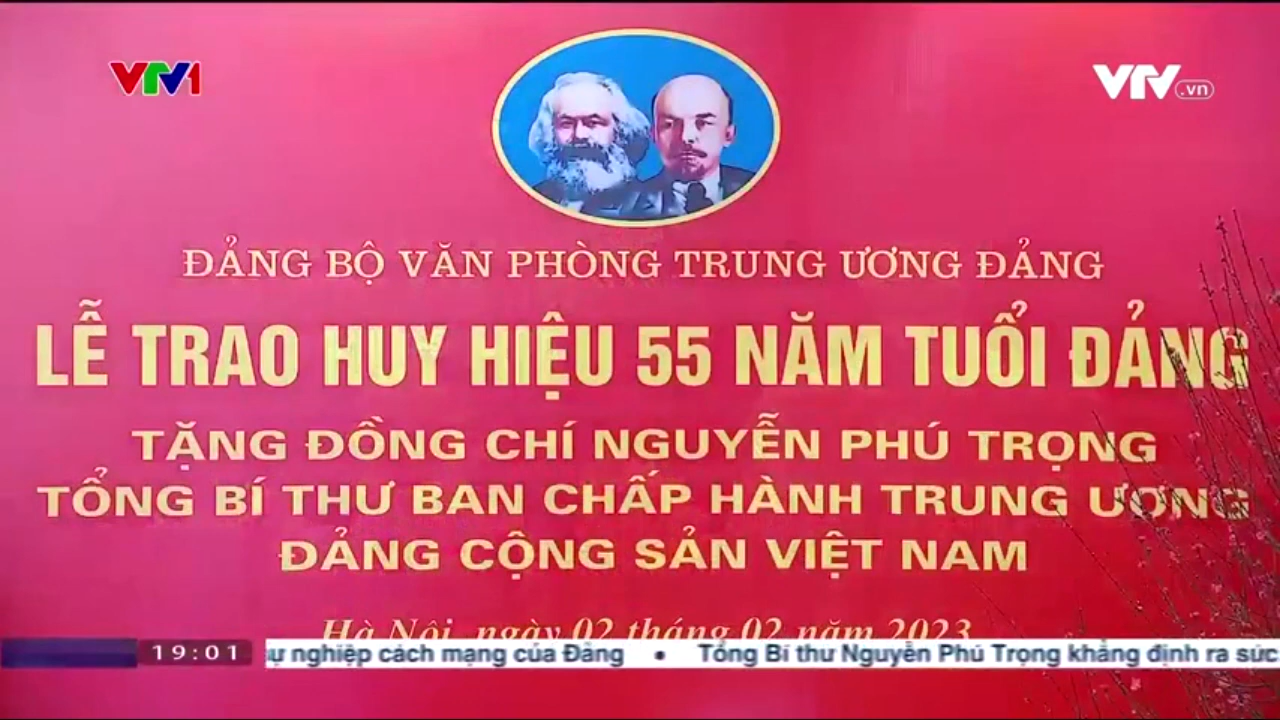 VTV1
VTV.vn
ĐẢNG BỘ VĂN PHÒNG TRUNG ƯƠNG ĐẢNG
LỄ TRAO HUY HIỆU 55 NĂM TUỔI ĐẢNG
TẶNG ĐỒNG CHÍ NGUYỄN PHÚ TRỌNG
TỔNG BÍ THƯ BAN CHẤP HÀNH TRUNG ƯƠNG
ĐẢNG CỘNG SẢN VIỆT NAM
Hà Nội, ngày 02 tháng 02 năm 2023
19:01 nghiệp cách mạng của Đảng • Tổng Bí thư Nguyễn Phú Trọng khẳng định ra sức